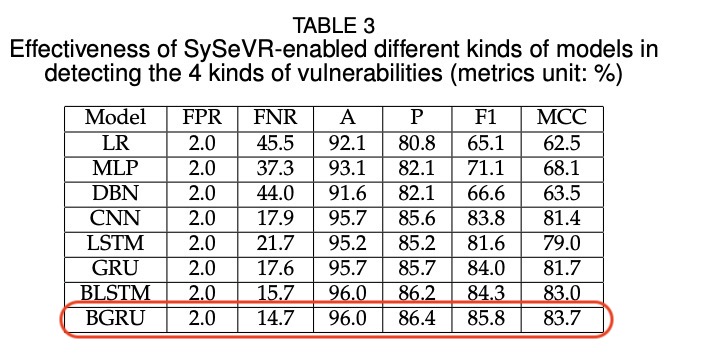 TABLE 3
Effectiveness of SySeVR-enabled different kinds of models in
detecting the 4 kinds of vulnerabilities (metrics unit: %)
Model FPR FNR A P F1 MCC
LR 2.0 45.5 92.1 80.8 65.1 62.5
MLP 2.0 37.3 93.1 82.1 71.1 68.1
DBN 2.0 44.0 91.6 82.1 66.6 63.5
CNN 2.0 17.9 95.7 85.6 83.8 81.4
LSTM 2.0 21.7 95.2 85.2 81.6 79.0
GRU 2.0 17.6 95.7 85.7 84.0 81.7
BLSTM 2.0 15.7 96.0 86.2 84.3 83.0
BGRU 2.0 14.7 96.0 86.4 85.8 83.7